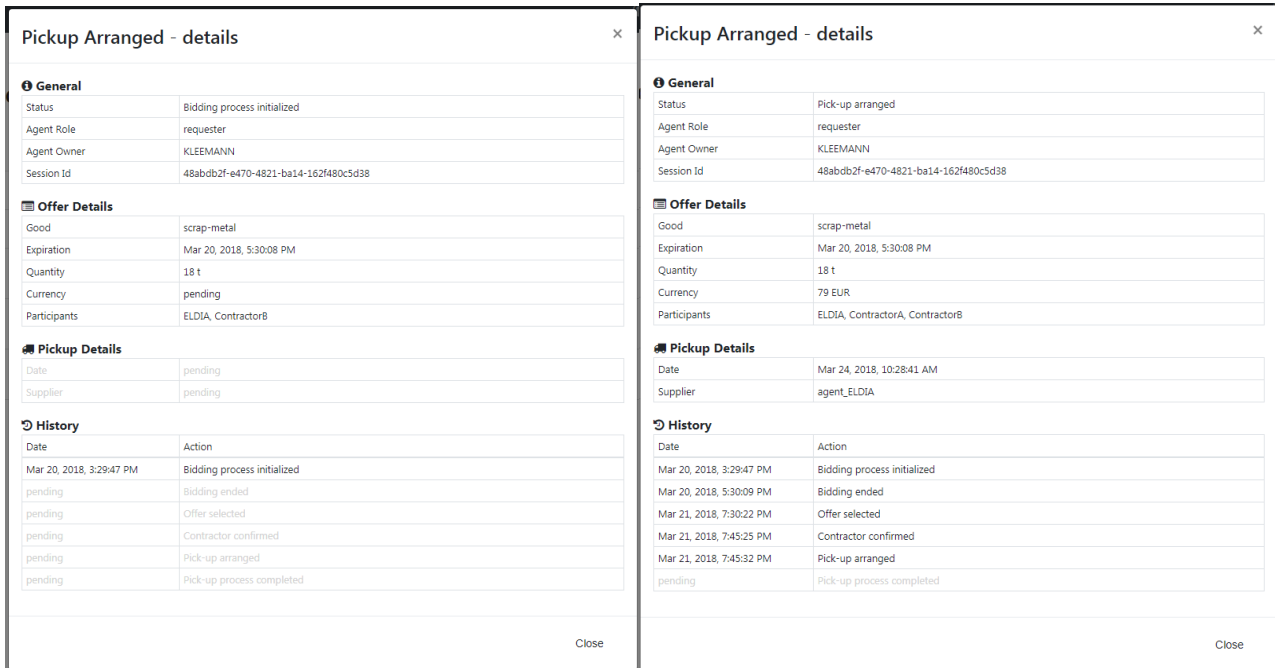 Pickup Arranged - details ×
General
Status Bidding process initialized
Agent Role requester
Agent Owner KLEEMANN
Session Id 48abdb2f-e470-4821-ba14-162f480c5d38
Offer Details
Good scrap-metal
Expiration Mar 20, 2018, 5:30:08 PM
Quantity 18 t
Currency pending
Participants ELDIA, ContractorB
Pickup Details
Date pending
Supplier pending
History
Date Action
Mar 20, 2018, 3:29:47 PM Bidding process initialized
pending Bidding ended
pending Offer selected
pending Contractor confirmed
pending Pick-up arranged
pending Pick-up process completed
Close
Pickup Arranged - details ×
General
Status Pick-up arranged
Agent Role requester
Agent Owner KLEEMANN
Session Id 48abdb2f-e470-4821-ba14-162f480c5d38
Offer Details
Good scrap-metal
Expiration Mar 20, 2018, 5:30:08 PM
Quantity 18 t
Currency 79 EUR
Participants ELDIA, ContractorA, ContractorB
Pickup Details
Date Mar 24, 2018, 10:28:41 AM
Supplier agent_ELDIA
History
Date Action
Mar 20, 2018, 3:29:47 PM Bidding process initialized
Mar 20, 2018, 5:30:09 PM Bidding ended
Mar 21, 2018, 7:30:22 PM Offer selected
Mar 21, 2018, 7:45:25 PM Contractor confirmed
Mar 21, 2018, 7:45:32 PM Pick-up arranged
pending Pick-up process completed
Close